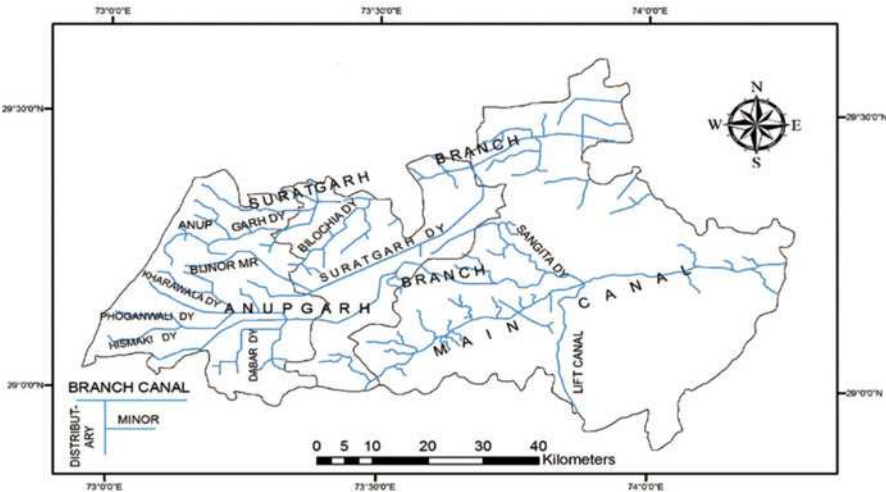 73°0'0"E 73°30'0"E 74°0'0"E
29°30'0"N 29°30'0"N
N
W E
S
BRANCH
SURATGARH
ANUP GARH DY
BILOCHIA DY
SURATGARH DY
SANGITA DY
BIJNOR MR
KHARAWALA DY
BRANCH
ANUPGARH
PHOGANWALI DY
HISMAKI DY
DABAR DY
MAIN CANAL
LIFT CANAL
29°0'0"N 29°0'0"N
BRANCH CANAL
DISTRIBUT-
ARY
MINOR
0 5 10 20 30 40
Kilometers
73°0'0"E 73°30'0"E 74°0'0"E